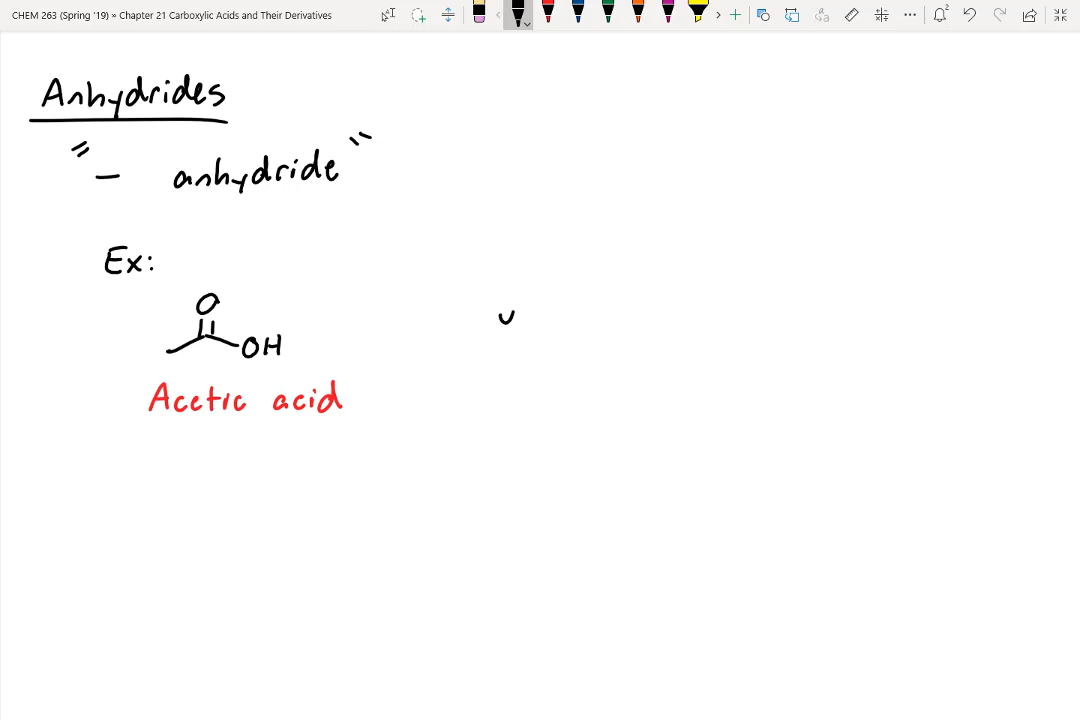 CHEM 263 (Spring '19) » Chapter 21 Carboxylic Acids and Their Derivatives
Anhydrides
"— anhydride"
Ex:
O
OH
Acetic acid